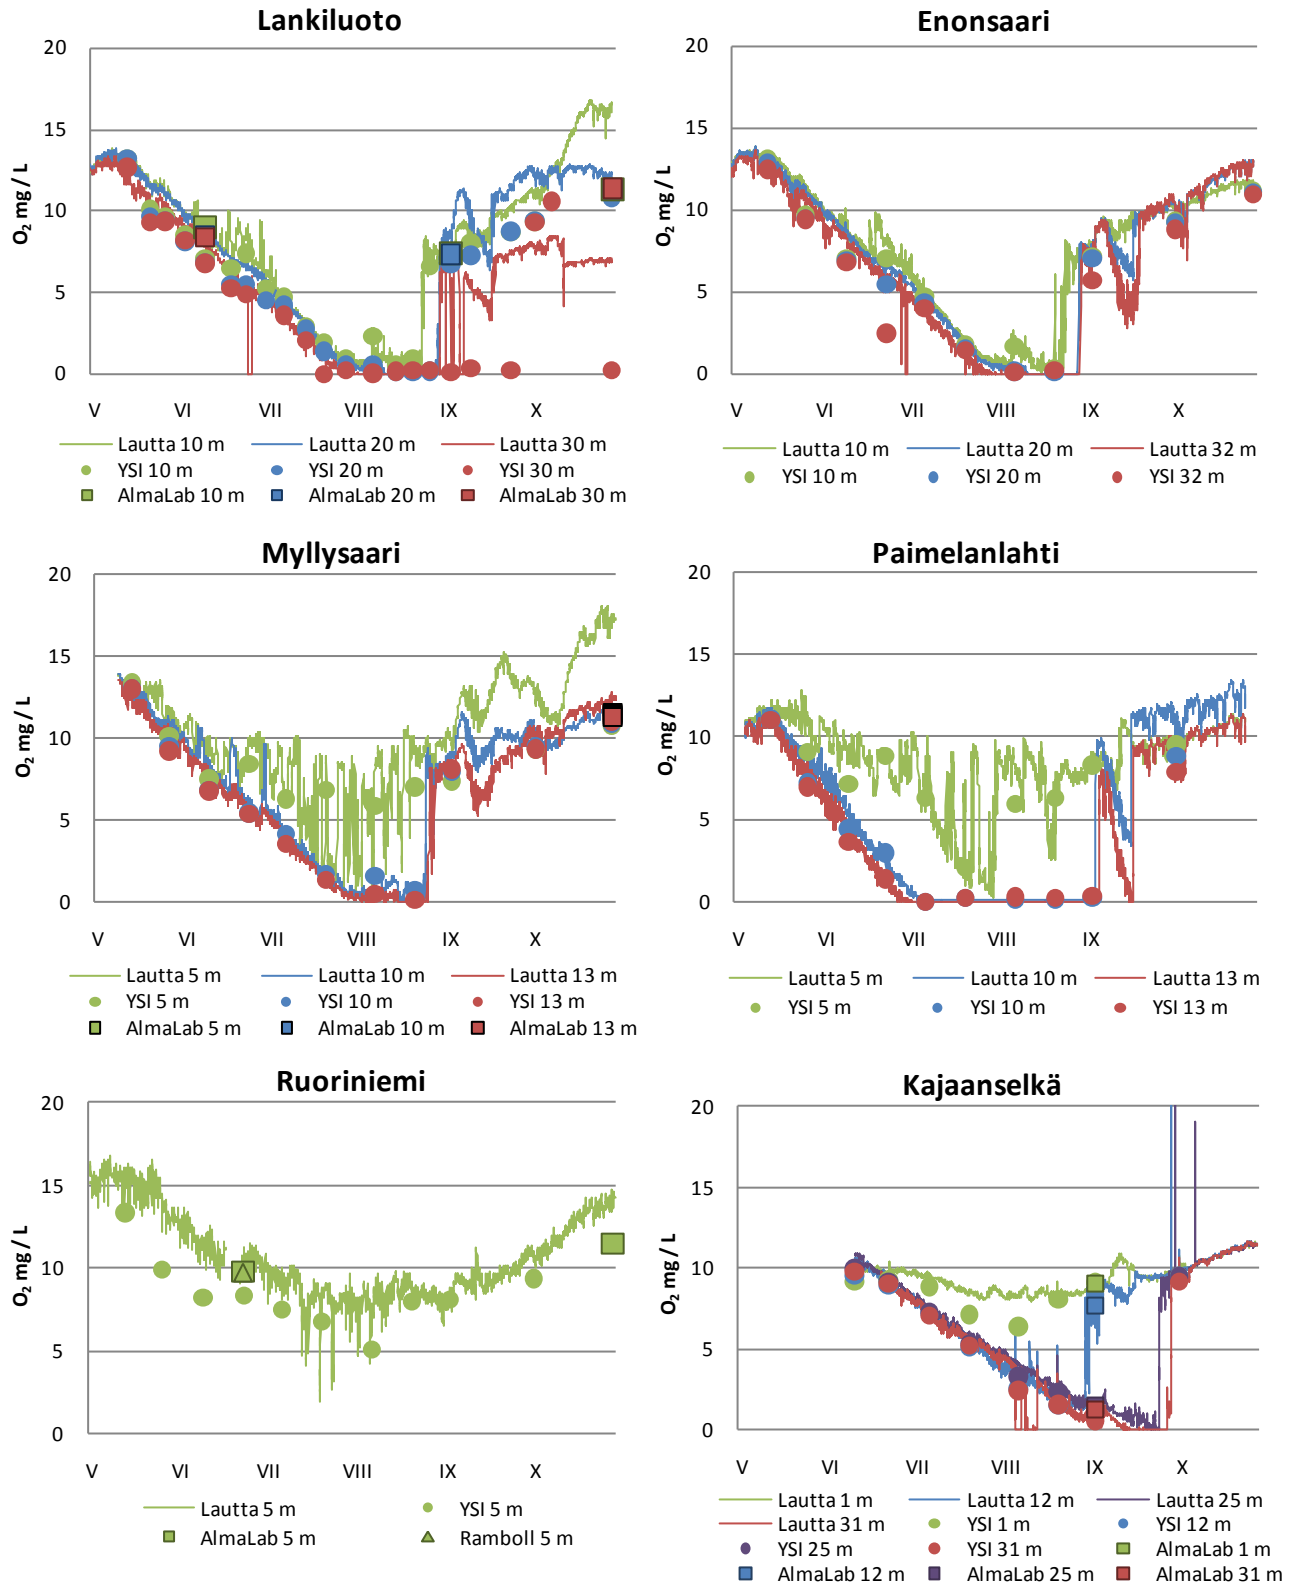 Lankiluoto
O₂ mg / L
20
15
10
5
0
V VI VII VIII IX X
Lautta 10 m Lautta 20 m Lautta 30 m
YSI 10 m YSI 20 m YSI 30 m
AlmaLab 10 m AlmaLab 20 m AlmaLab 30 m
Enonsaari
O₂ mg / L
20
15
10
5
0
V VI VII VIII IX X
Lautta 10 m Lautta 20 m Lautta 32 m
YSI 10 m YSI 20 m YSI 32 m
Myllysaari
O₂ mg / L
20
15
10
5
0
V VI VII VIII IX X
Lautta 5 m Lautta 10 m Lautta 13 m
YSI 5 m YSI 10 m YSI 13 m
AlmaLab 5 m AlmaLab 10 m AlmaLab 13 m
Paimelanlahti
O₂ mg / L
20
15
10
5
0
V VI VII VIII IX
Lautta 5 m Lautta 10 m Lautta 13 m
YSI 5 m YSI 10 m YSI 13 m
Ruoriniemi
O₂ mg / L
20
15
10
5
0
V VI VII VIII IX X
Lautta 5 m YSI 5 m
AlmaLab 5 m Ramboll 5 m
Kajaanselkä
O₂ mg / L
20
15
10
5
0
V VI VII VIII IX X
Lautta 1 m Lautta 12 m Lautta 25 m
Lautta 31 m YSI 1 m YSI 12 m
YSI 25 m YSI 31 m AlmaLab 1 m
AlmaLab 12 m AlmaLab 25 m AlmaLab 31 m